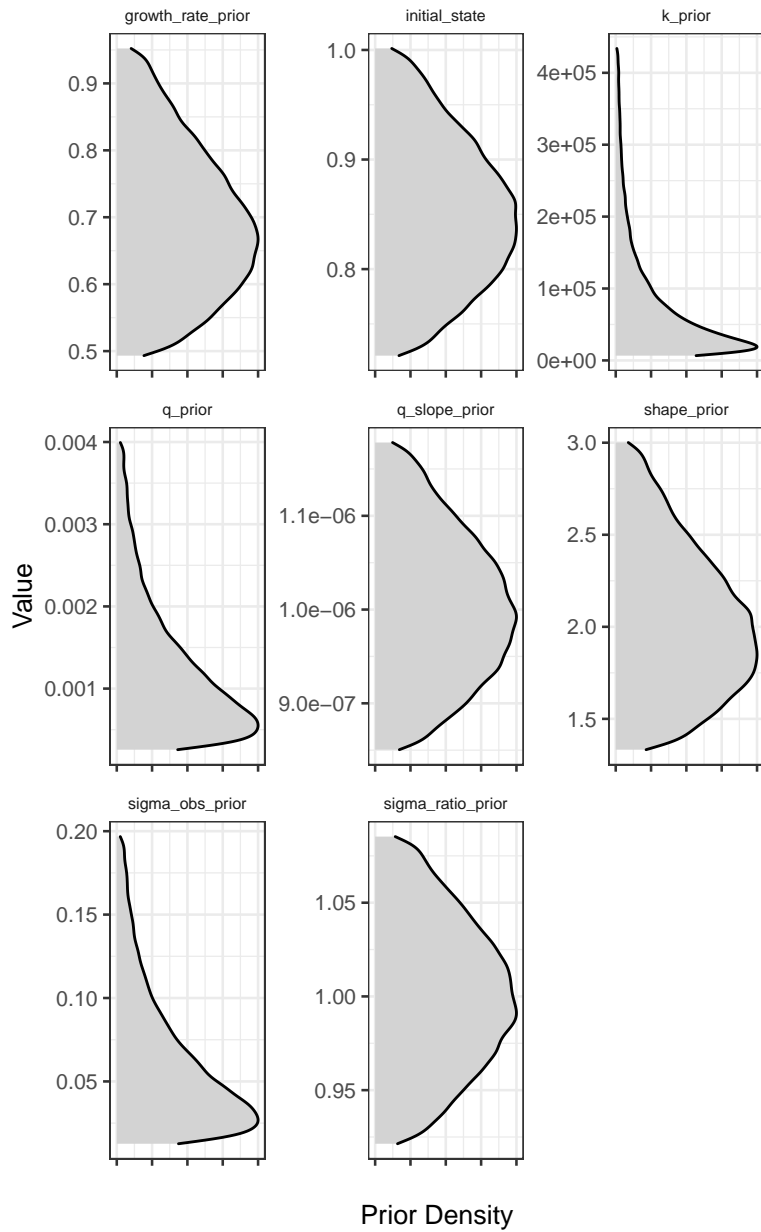 growth_rate_prior
initial_state
k_prior
0.9
0.8
0.7
0.6
0.5
1.0
0.9
0.8
4e+05
3e+05
2e+05
1e+05
0e+00
q_prior
q_slope_prior
shape_prior
0.004
0.003
0.002
0.001
1.1e−06
1.0e−06
9.0e−07
3.0
2.5
2.0
1.5
Value
sigma_obs_prior
sigma_ratio_prior
0.20
0.15
0.10
0.05
1.05
1.00
0.95
Prior Density